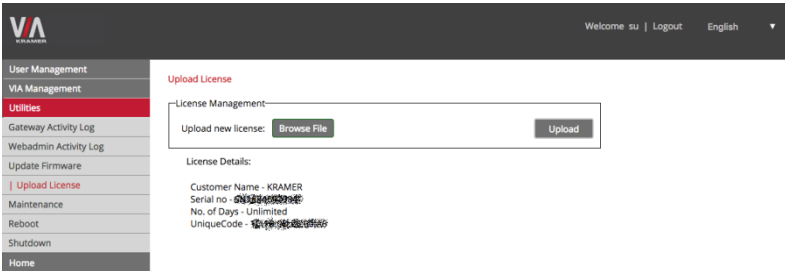 VIA
KRAMER
Welcome su | Logout English
User Management
VIA Management
Utilities
Gateway Activity Log
Webadmin Activity Log
Update Firmware
| Upload License
Maintenance
Reboot
Shutdown
Home
Upload License
License Management
Upload new license: Browse File Upload
License Details:
Customer Name - KRAMER
Serial no -
No. of Days - Unlimited
UniqueCode -